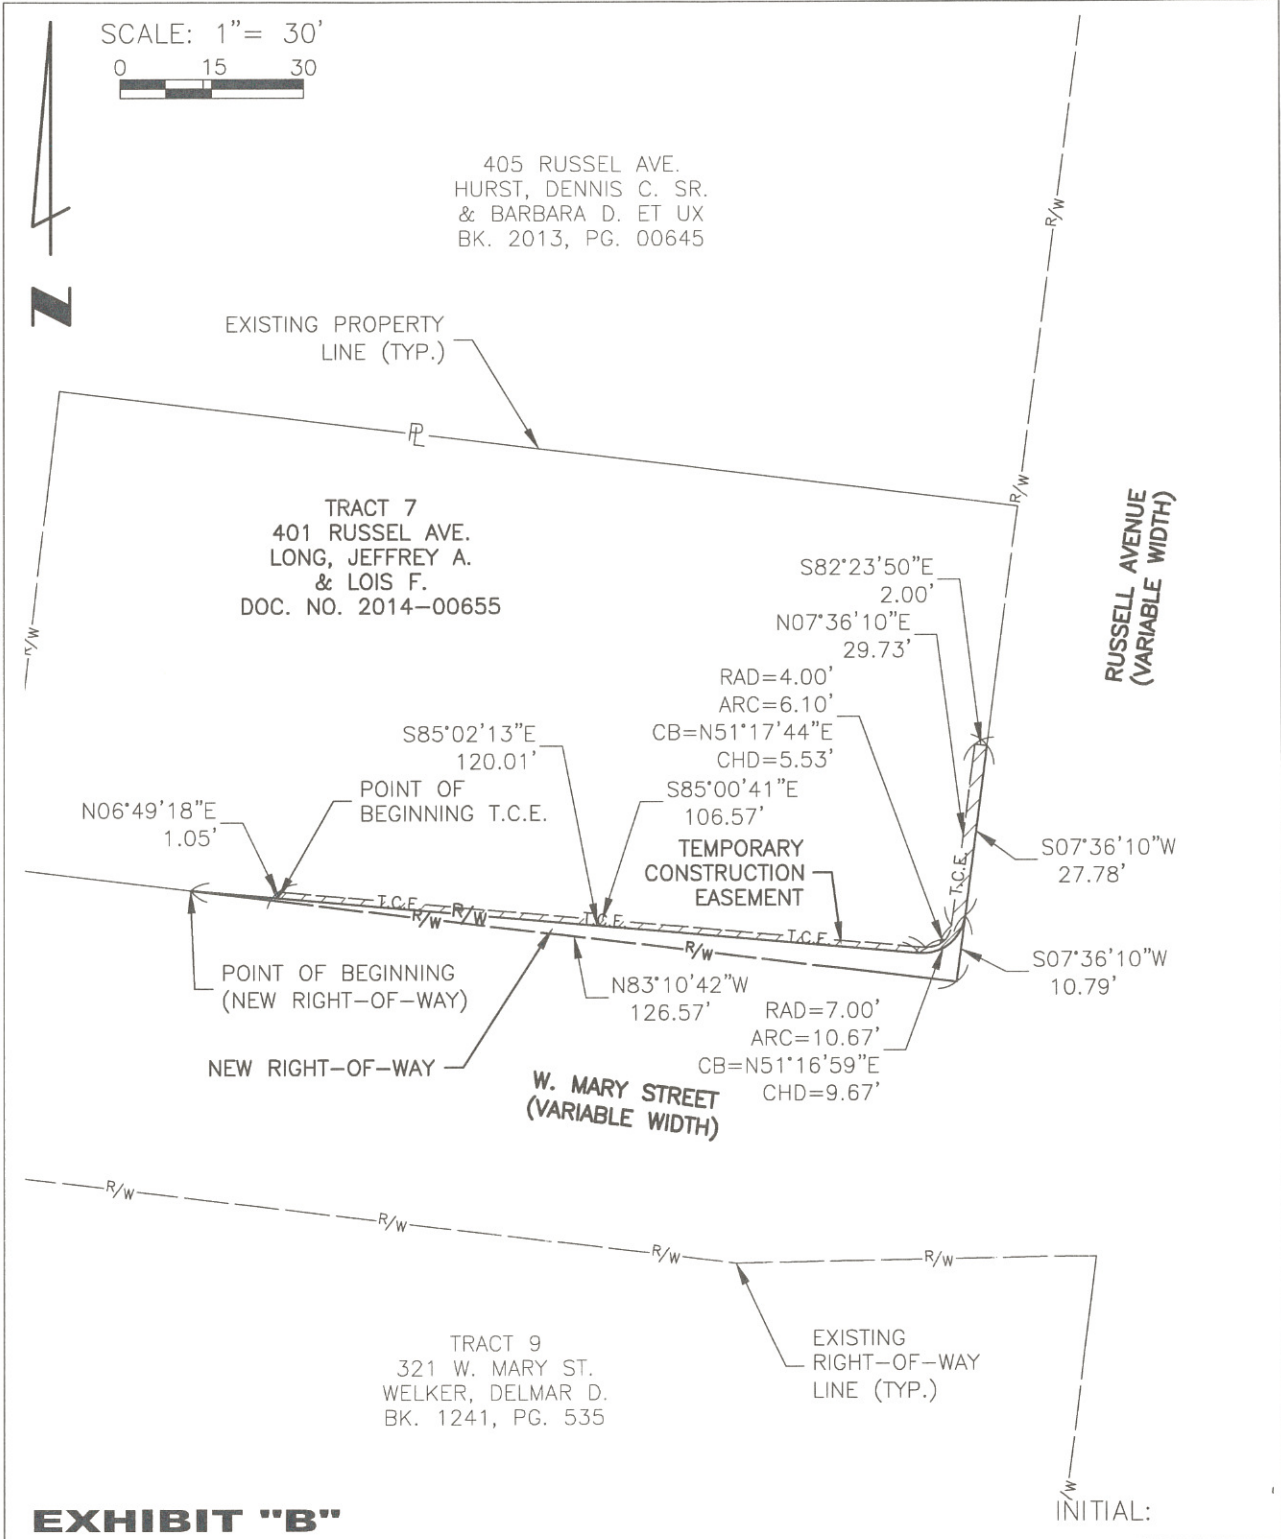 SCALE: 1"= 30'
0 15 30
N
405 RUSSEL AVE.
HURST, DENNIS C. SR.
& BARBARA D. ET UX
BK. 2013, PG. 00645
R/W
EXISTING PROPERTY
LINE (TYP.)
PL
R/W
TRACT 7
401 RUSSEL AVE.
LONG, JEFFREY A.
& LOIS F.
DOC. NO. 2014-00655
RUSSELL AVENUE
(VARIABLE WIDTH)
R/W
S82°23'50"E
2.00'
N07°36'10"E
29.73'
RAD=4.00'
ARC=6.10'
CB=N51°17'44"E
CHD=5.53'
S85°02'13"E
120.01'
S85°00'41"E
106.57'
POINT OF
BEGINNING T.C.E.
N06°49'18"E
1.05'
TEMPORARY
CONSTRUCTION
EASEMENT
S07°36'10"W
27.78'
T.C.E.
T.C.E.
R/W
R/W
T.C.E.
T.C.E.
R/W
S07°36'10"W
10.79'
POINT OF BEGINNING
(NEW RIGHT-OF-WAY)
N83°10'42"W
126.57'
RAD=7.00'
ARC=10.67'
CB=N51°16'59"E
CHD=9.67'
NEW RIGHT-OF-WAY
W. MARY STREET
(VARIABLE WIDTH)
R/W
R/W
R/W
R/W
TRACT 9
321 W. MARY ST.
WELKER, DELMAR D.
BK. 1241, PG. 535
EXISTING
RIGHT-OF-WAY
LINE (TYP.)
R/W
EXHIBIT "B"
INITIAL: